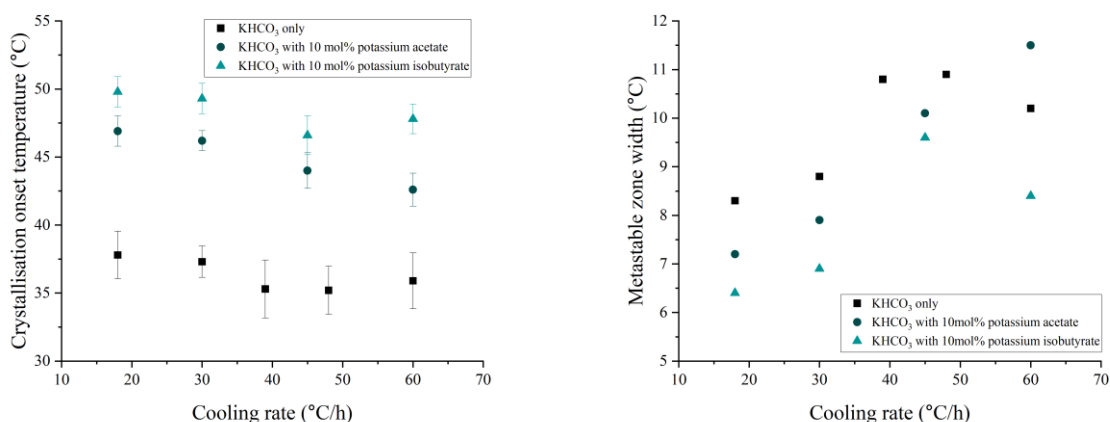 55
50
45
40
35
30
10
20
30
40
50
60
70
Crystallisation onset temperature (°C)
Cooling rate (°C/h)
KHCO₃ only
KHCO₃ with 10 mol% potassium acetate
KHCO₃ with 10 mol% potassium isobutyrate
12
11
10
9
8
7
6
5
10
20
30
40
50
60
70
Metastable zone width (°C)
Cooling rate (°C/h)
KHCO₃ only
KHCO₃ with 10mol% potassium acetate
KHCO₃ with 10mol% potassium isobutyrate